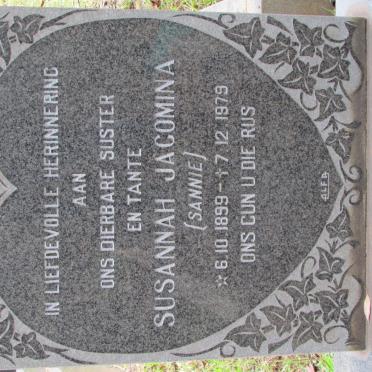 IN LIEFDEVOLLE HERINNERING
AAN
ONS DIERBARE SUSTER
EN TANTE
SUSANNAH JACOMINA
(SANNIE)
☆ 6.10.1899 - ✝ 7.12.1979
ONS GUN U DIE RUS